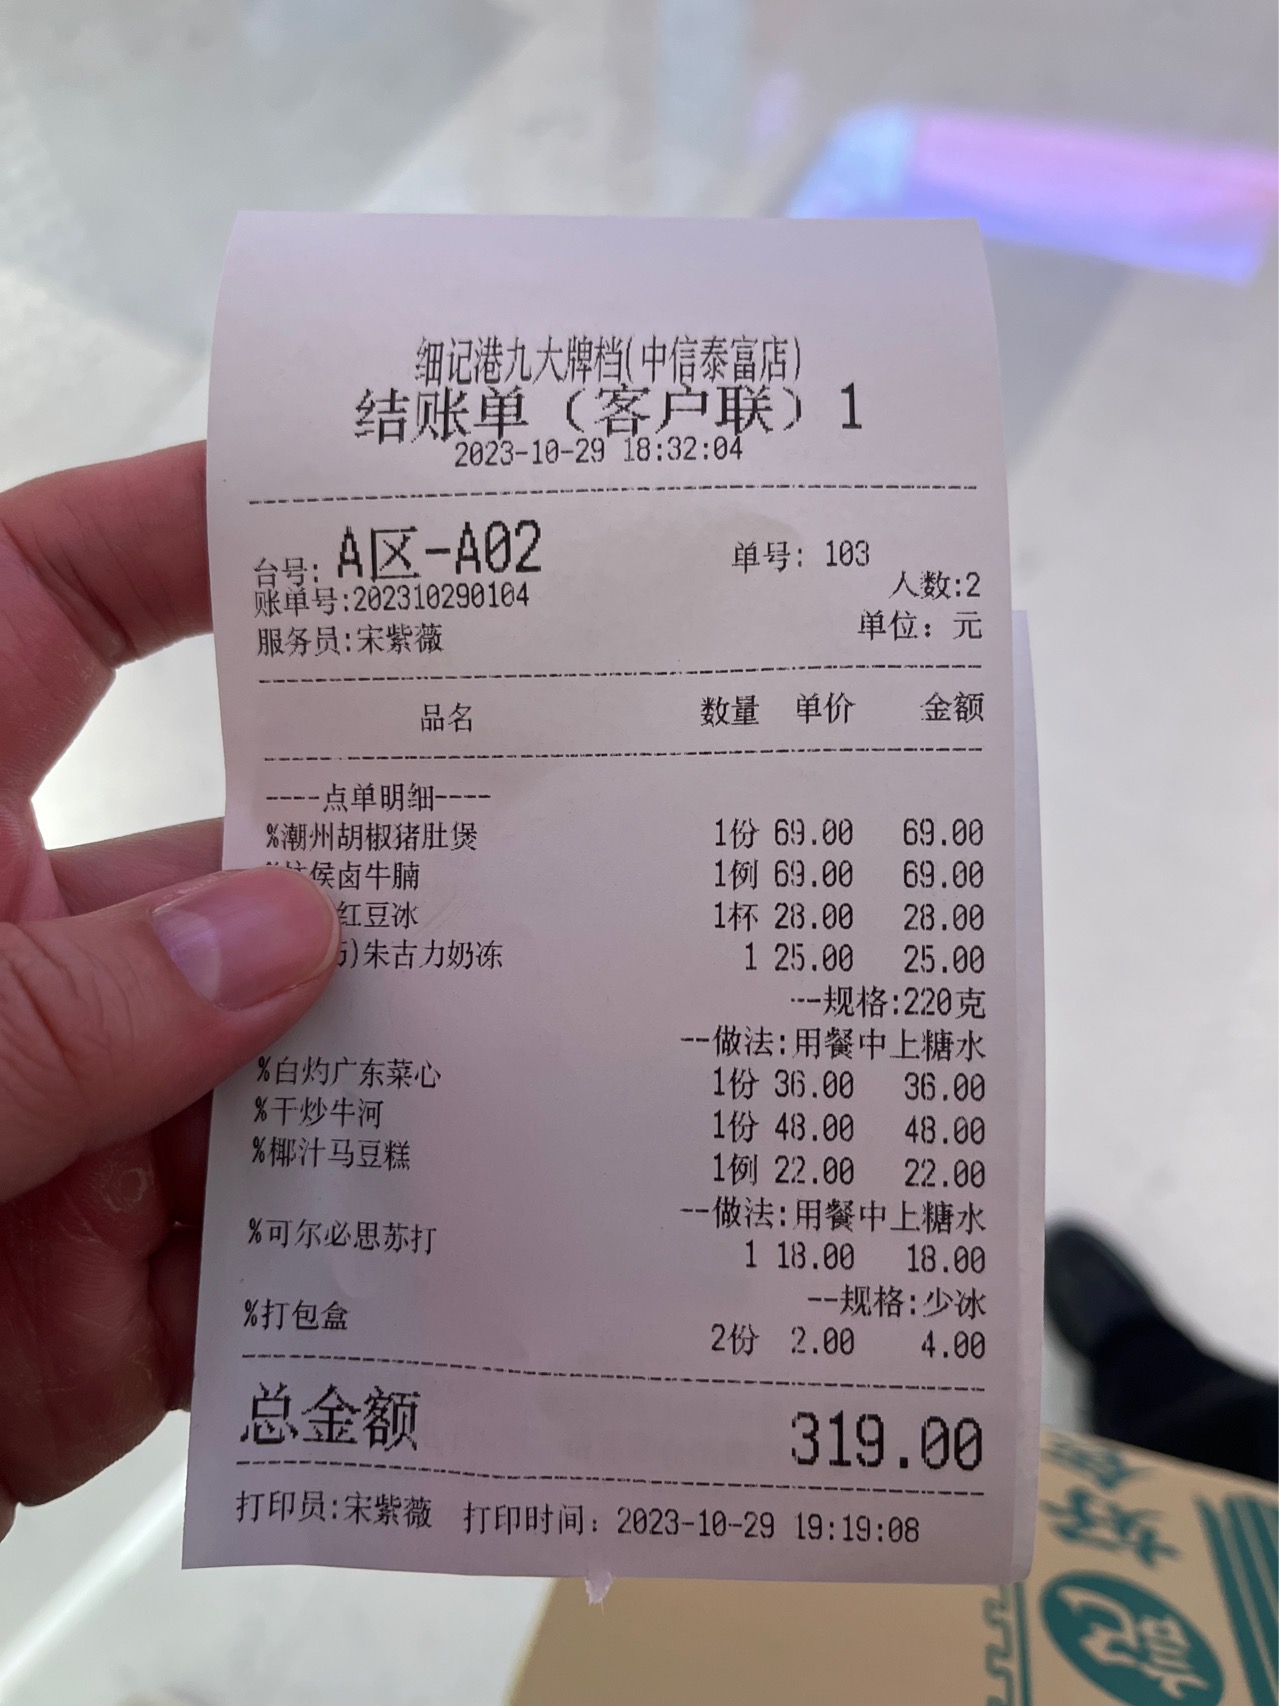 细记港九大牌档(中信泰富店)
结账单（客户联）1
2023-10-29 18:32:04
台号: A区-A02 单号: 103
账单号:202310290104 人数:2
服务员:宋紫薇 单位: 元
品名 数量 单价 金额
----点单明细----
%潮州胡椒猪肚煲 1份 69.00 69.00
侯卤牛腩 1例 69.00 69.00
红豆冰 1杯 28.00 28.00
)朱古力奶冻 1 25.00 25.00
---规格:220克
--做法:用餐中上糖水
%白灼广东菜心 1份 36.00 36.00
%干炒牛河 1份 48.00 48.00
%椰汁马豆糕 1例 22.00 22.00
--做法:用餐中上糖水
%可尔必思苏打 1 18.00 18.00
--规格:少冰
%打包盒 2份 2.00 4.00
总金额 319.00
打印员:宋紫薇 打印时间: 2023-10-29 19:19:08
好
記